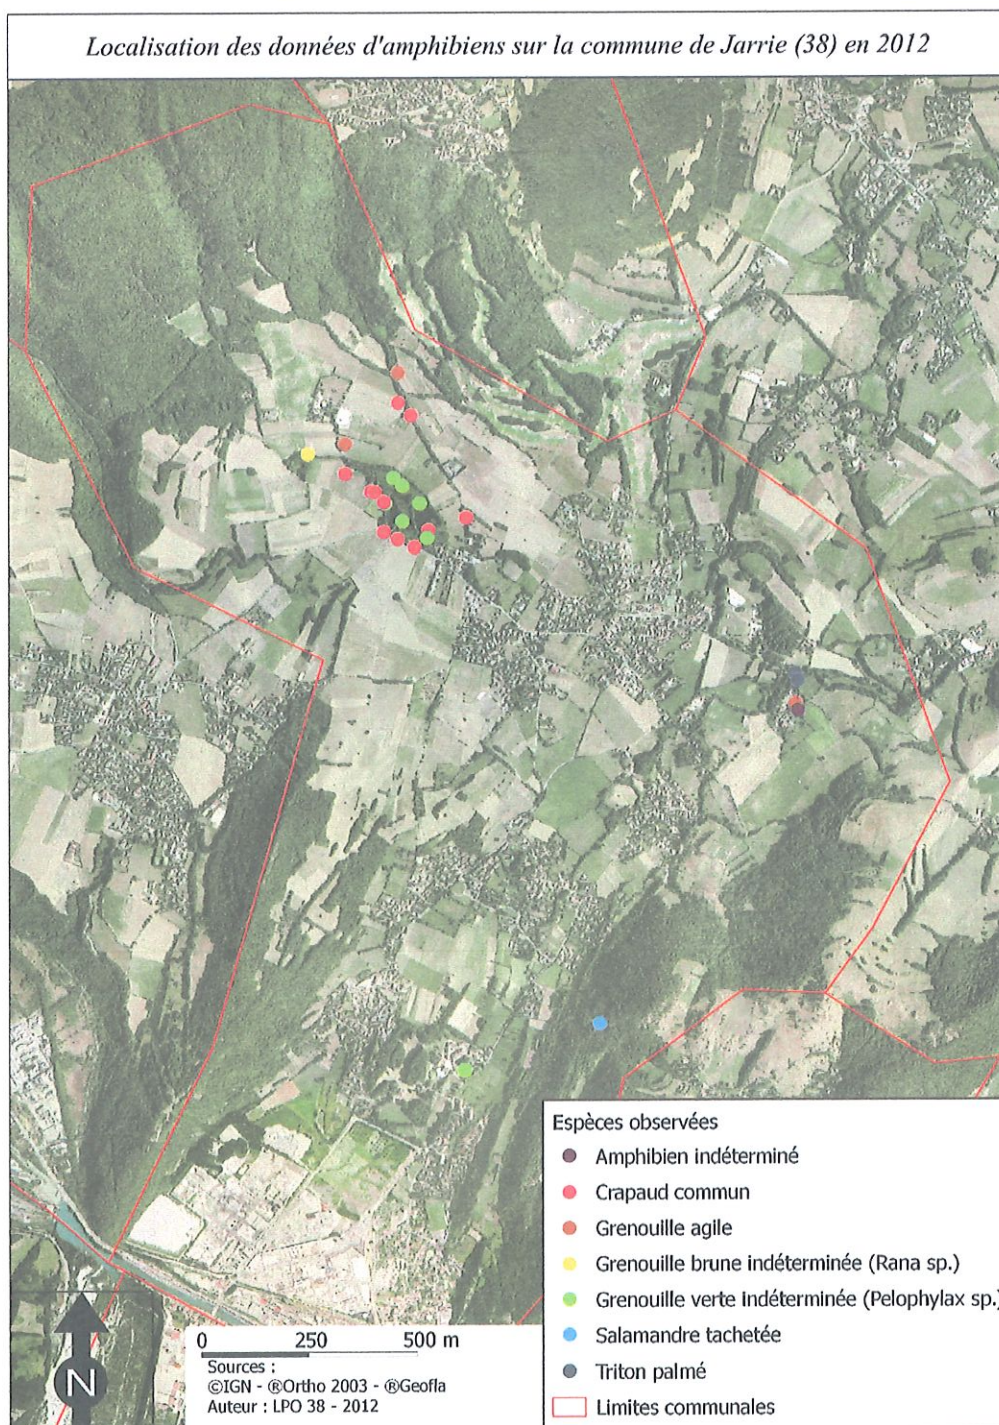 Localisation des données d'amphibiens sur la commune de Jarrie (38) en 2012
Espèces observées
Amphibien indéterminé
Crapaud commun
Grenouille agile
Grenouille brune indéterminée (Rana sp.)
Grenouille verte indéterminée (Pelophylax sp.)
Salamandre tachetée
Triton palmé
Limites communales
0 250 500 m
Sources :
©IGN - ®Ortho 2003 - ®Geofla
Auteur : LPO 38 - 2012
N